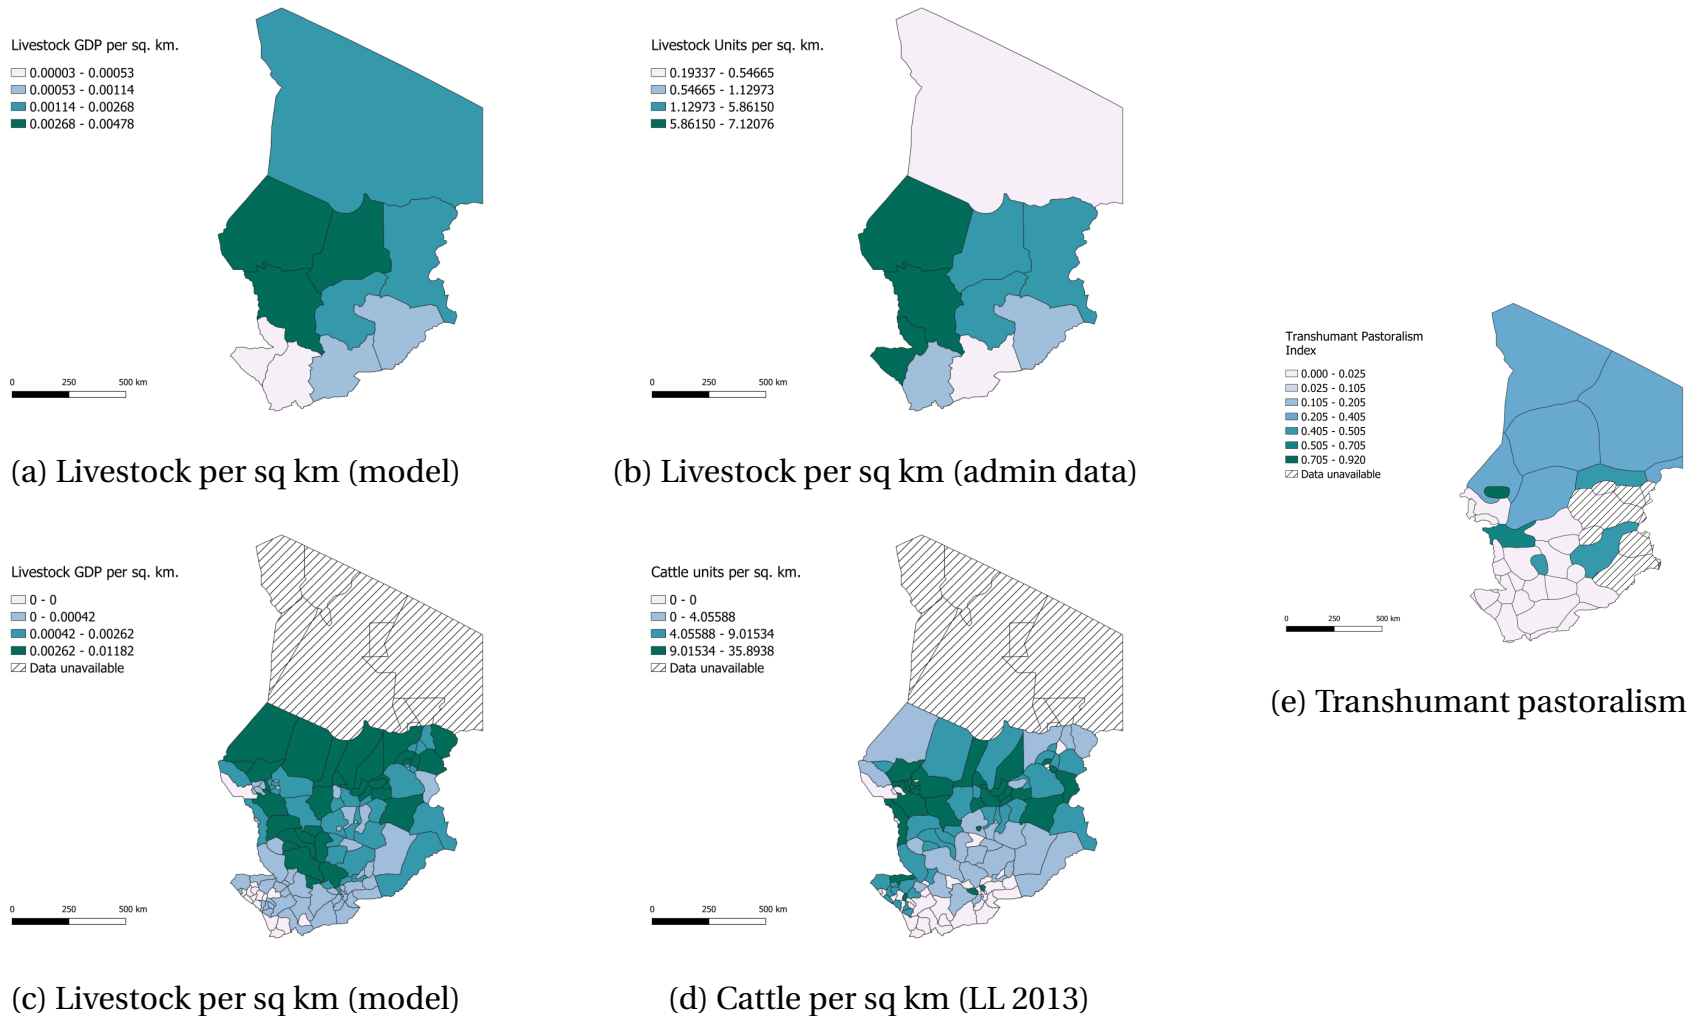 Livestock GDP per sq. km.
0.00003 - 0.00053
0.00053 - 0.00114
0.00114 - 0.00268
0.00268 - 0.00478
0 250 500 km
(a) Livestock per sq km (model)
Livestock Units per sq. km.
0.19337 - 0.54665
0.54665 - 1.12973
1.12973 - 5.86150
5.86150 - 7.12076
0 250 500 km
(b) Livestock per sq km (admin data)
Livestock GDP per sq. km.
0 - 0
0 - 0.00042
0.00042 - 0.00262
0.00262 - 0.01182
Data unavailable
0 250 500 km
(c) Livestock per sq km (model)
Cattle units per sq. km.
0 - 0
0 - 4.05588
4.05588 - 9.01534
9.01534 - 35.8938
Data unavailable
0 250 500 km
(d) Cattle per sq km (LL 2013)
Transhumant Pastoralism
Index
0.000 - 0.025
0.025 - 0.105
0.105 - 0.205
0.205 - 0.405
0.405 - 0.505
0.505 - 0.705
0.705 - 0.920
Data unavailable
0 250 500 km
(e) Transhumant pastoralism